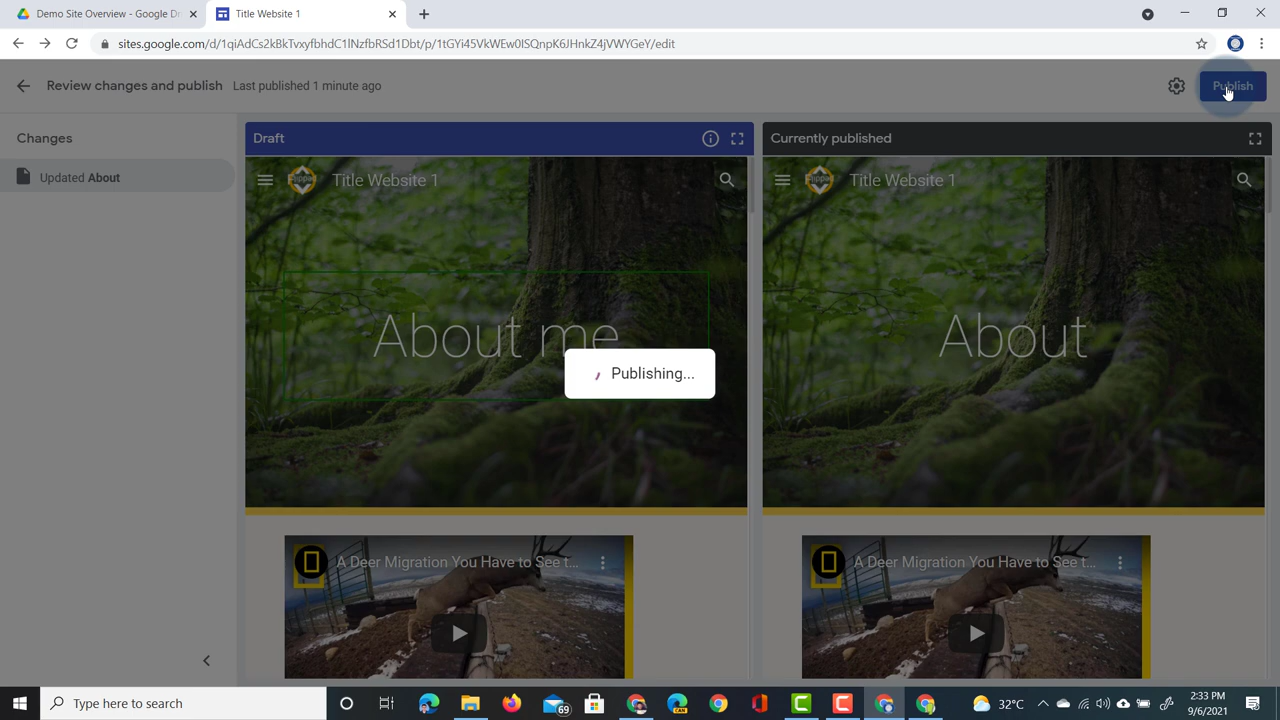 Demo Site Overview - Google Dr
Title Website 1
sites.google.com/d/1qiAdCs2kBkTvxyfbhdC1lNzfbRSd1Dbt/p/1tGYi45VkWEw0ISQnpK6JHnkZ4jVWYGeY/edit
Review changes and publish
Last published 1 minute ago
Publish
Changes
Updated About
Draft
Title Website 1
About me
A Deer Migration You Have to See t...
Currently published
Title Website 1
About
A Deer Migration You Have to See t...
Publishing...
Type here to search
69
CAN
32°C
2:33 PM
9/6/2021